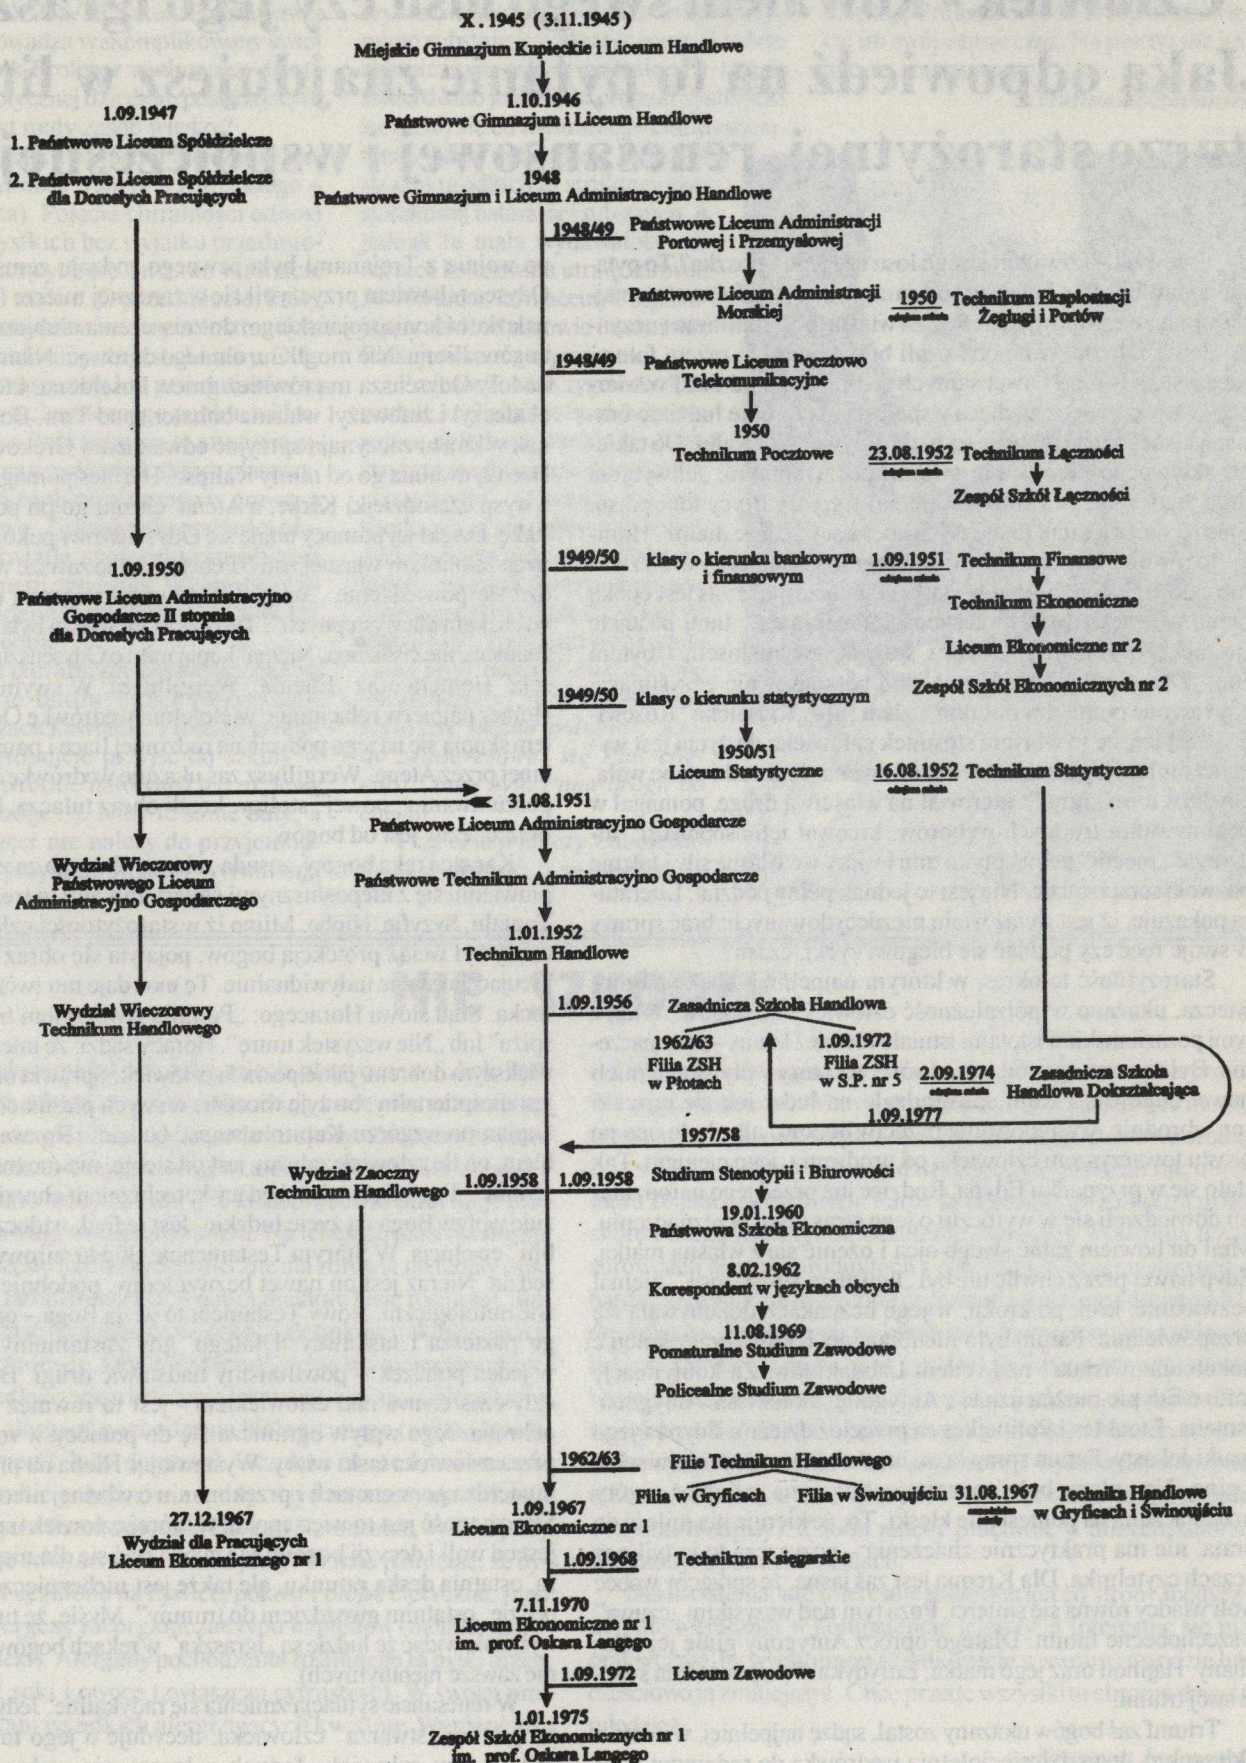 X. 1945 (3.11.1945)
Miejskie Gimnazjum Kupieckie i Liceum Handlowe
1.10.1946
Państwowe Gimnazjum i Liceum Handlowe
1.09.1947
1. Państwowe Liceum Spółdzielcze
2. Państwowe Liceum Spółdzielcze
dla Dorosłych Pracujących
1948
Państwowe Gimnazjum i Liceum Administracyjno Handlowe
1948/49 Państwowe Liceum Administracji
Portowej i Przemysłowej
Państwowe Liceum Administracji
Morskiej
1950 Technikum Eksploatacji
Żeglugi i Portów
1948/49 Państwowe Liceum Pocztowo
Telekomunikacyjne
1950
Technikum Pocztowe
23.08.1952 Technikum Łączności
Zespół Szkół Łączności
1949/50 klasy o kierunku bankowym
i finansowym
1.09.1951 Technikum Finansowe
Technikum Ekonomiczne
Liceum Ekonomiczne nr 2
Zespół Szkół Ekonomicznych nr 2
1.09.1950
Państwowe Liceum Administracyjno
Gospodarcze II stopnia
dla Dorosłych Pracujących
1949/50 klasy o kierunku statystycznym
1950/51
Liceum Statystyczne
16.08.1952 Technikum Statystyczne
31.08.1951
Państwowe Liceum Administracyjno Gospodarcze
Państwowe Technikum Administracyjno Gospodarcze
Wydział Wieczorowy
Państwowego Liceum
Administracyjno Gospodarczego
1.01.1952
Technikum Handlowe
Wydział Wieczorowy
Technikum Handlowego
1.09.1956 Zasadnicza Szkoła Handlowa
1962/63
Filia ZSH
w Płotach
1.09.1972
Filia ZSH
w S.P. nr 5
2.09.1974 Zasadnicza Szkoła
Handlowa Dokształcająca
1.09.1977
1957/58
Wydział Zaoczny
Technikum Handlowego
1.09.1958
1.09.1958 Studium Stenotypii i Biurowości
19.01.1960
Państwowa Szkoła Ekonomiczna
8.02.1962
Korespondent w językach obcych
11.08.1969
Pomaturalne Studium Zawodowe
Policealne Studium Zawodowe
1962/63 Filie Technikum Handlowego
Filia w Gryficach Filia w Świnoujściu
31.08.1967 Technika Handlowe
w Gryficach i Świnoujściu
27.12.1967
Wydział dla Pracujących
Liceum Ekonomicznego nr 1
1.09.1967
Liceum Ekonomiczne nr 1
1.09.1968 Technikum Księgarskie
7.11.1970
Liceum Ekonomiczne nr 1
im. prof. Oskara Langego
1.09.1972 Liceum Zawodowe
1.01.1975
Zespół Szkół Ekonomicznych nr 1
im. prof. Oskara Langego